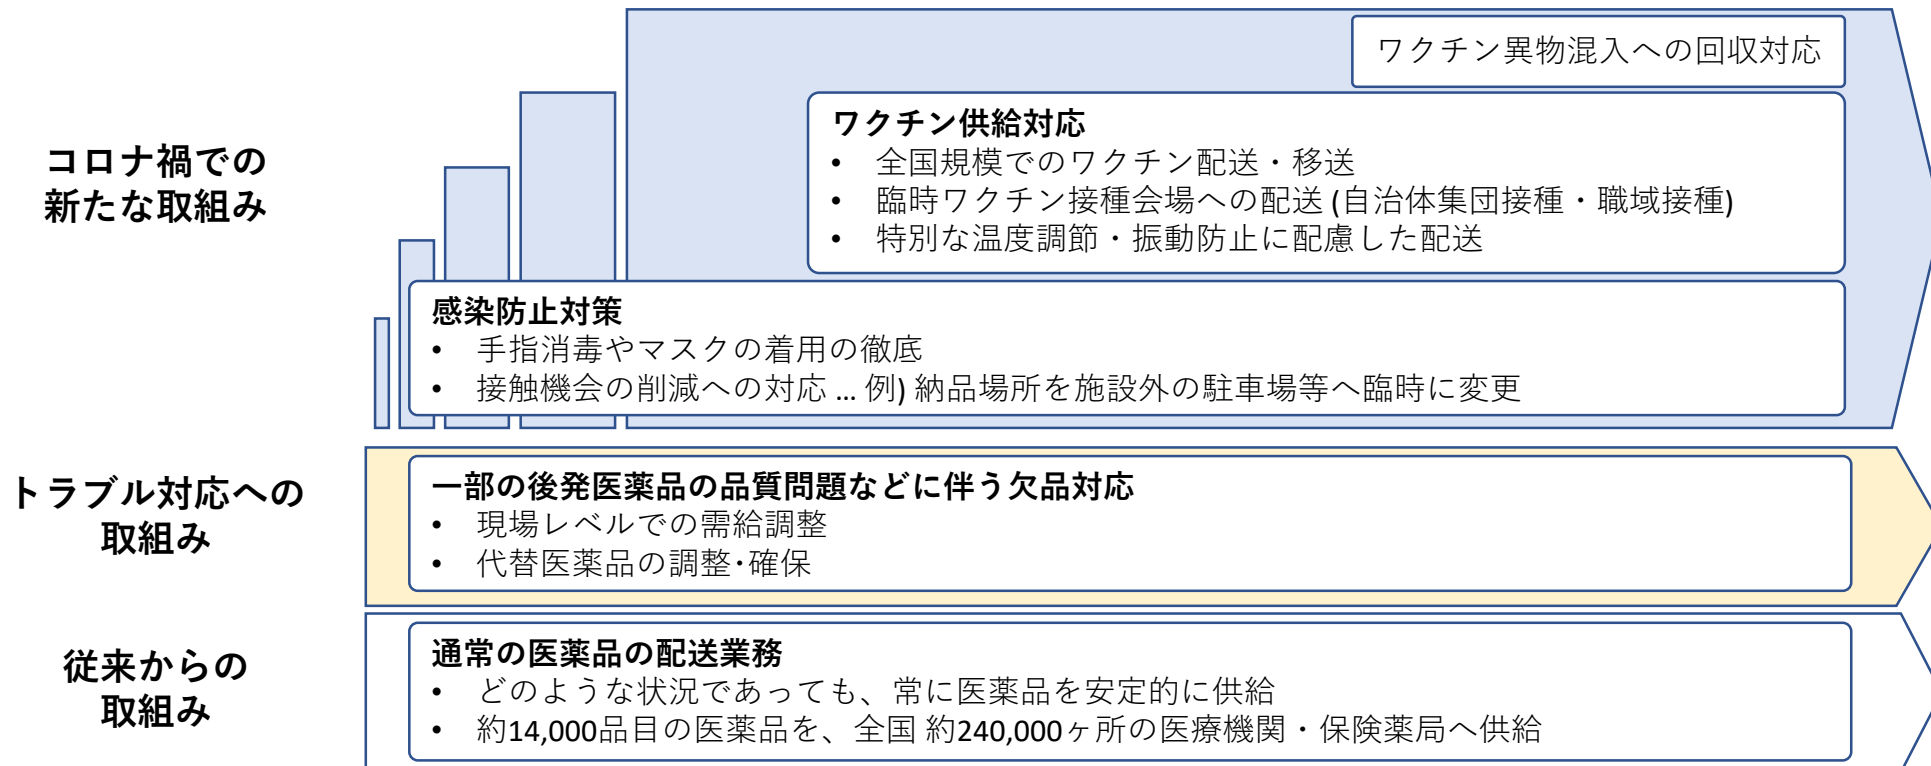 コロナ禍での
新たな取組み
ワクチン異物混入への回収対応
ワクチン供給対応
• 全国規模でのワクチン配送・移送
• 臨時ワクチン接種会場への配送 (自治体集団接種・職域接種)
• 特別な温度調節・振動防止に配慮した配送
感染防止対策
• 手指消毒やマスクの着用の徹底
• 接触機会の削減への対応 ... 例) 納品場所を施設外の駐車場等へ臨時に変更
トラブル対応への
取組み
一部の後発医薬品の品質問題などに伴う欠品対応
• 現場レベルでの需給調整
• 代替医薬品の調整･確保
従来からの
取組み
通常の医薬品の配送業務
• どのような状況であっても、常に医薬品を安定的に供給
• 約14,000品目の医薬品を、全国 約240,000ヶ所の医療機関・保険薬局へ供給